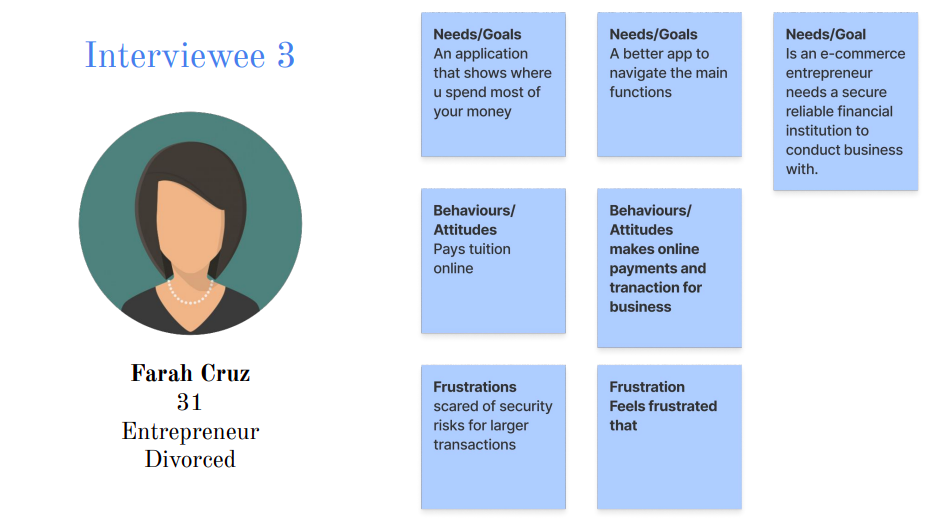 Interviewee 3
Farah Cruz
31
Entrepreneur
Divorced
Needs/Goals
An application
that shows where
u spend most of
your money
Needs/Goals
A better app to
navigate the main
functions
Needs/Goal
Is an e-commerce
entrepreneur
needs a secure
reliable financial
institution to
conduct business
with.
Behaviours/
Attitudes
Pays tuition
online
Behaviours/
Attitudes
makes online
payments and
tranaction for
business
Frustrations
scared of security
risks for larger
transactions
Frustration
Feels frustrated
that